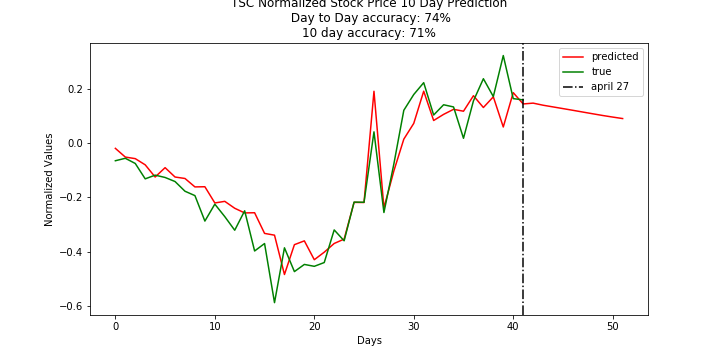 TSC Normalized Stock Price 10 Day Prediction
Day to Day accuracy: 74%
10 day accuracy: 71%
predicted
true
april 27
Normalized Values
0.2
0.0
−0.2
−0.4
−0.6
0
10
20
30
40
50
Days